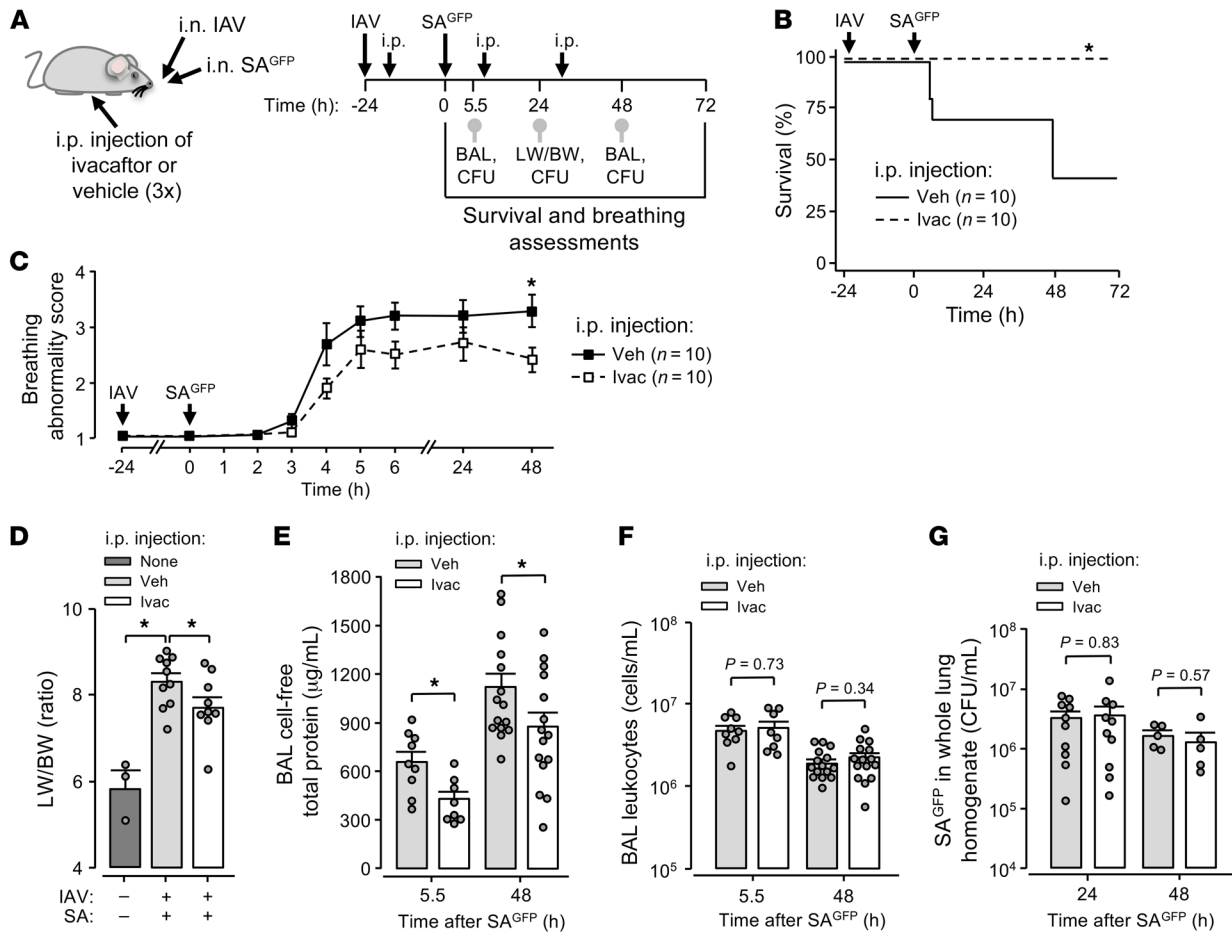 A
i.n. IAV
i.n. SA^GFP
i.p. injection of
ivacaftor or
vehicle (3x)
IAV
i.p.
SA^GFP
i.p.
i.p.
Time (h):
-24
0
5.5
24
48
72
BAL,
CFU
LW/BW,
CFU
BAL,
CFU
Survival and breathing
assessments
B
IAV
SA^GFP
*
Survival (%)
100
75
50
25
0
i.p. injection:
Veh (n = 10)
Ivac (n = 10)
-24
0
24
48
72
Time (h)
C
Breathing
abnormality score
4
3
2
1
IAV
SA^GFP
*
i.p. injection:
Veh (n = 10)
Ivac (n = 10)
-24
0
1
2
3
4
5
6
24
48
Time (h)
D
i.p. injection:
None
Veh
Ivac
LW/BW (ratio)
10
8
6
4
*
*
IAV:
–
+
+
SA:
–
+
+
E
i.p. injection:
Veh
Ivac
BAL cell-free
total protein (µg/mL)
1800
1500
1200
900
600
300
0
*
*
5.5
48
Time after SA^GFP (h)
F
i.p. injection:
Veh
Ivac
BAL leukocytes (cells/mL)
10^8
10^7
10^6
10^5
P = 0.73
P = 0.34
5.5
48
Time after SA^GFP (h)
G
i.p. injection:
Veh
Ivac
SA^GFP in whole lung
homogenate (CFU/mL)
10^8
10^7
10^6
10^5
10^4
P = 0.83
P = 0.57
24
48
Time after SA^GFP (h)